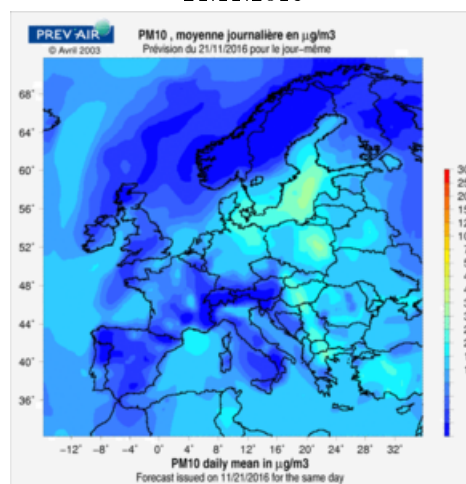 PREV'AIR
© Avril 2003
PM10 , moyenne journalière en µg/m3
Prévision du 21/11/2016 pour le jour-même
68°
64°
60°
56°
52°
48°
44°
40°
36°
-12° -8° -4° 0° 4° 8° 12° 16° 20° 24° 28° 32°
PM10 daily mean in µg/m3
Forecast issued on 11/21/2016 for the same day